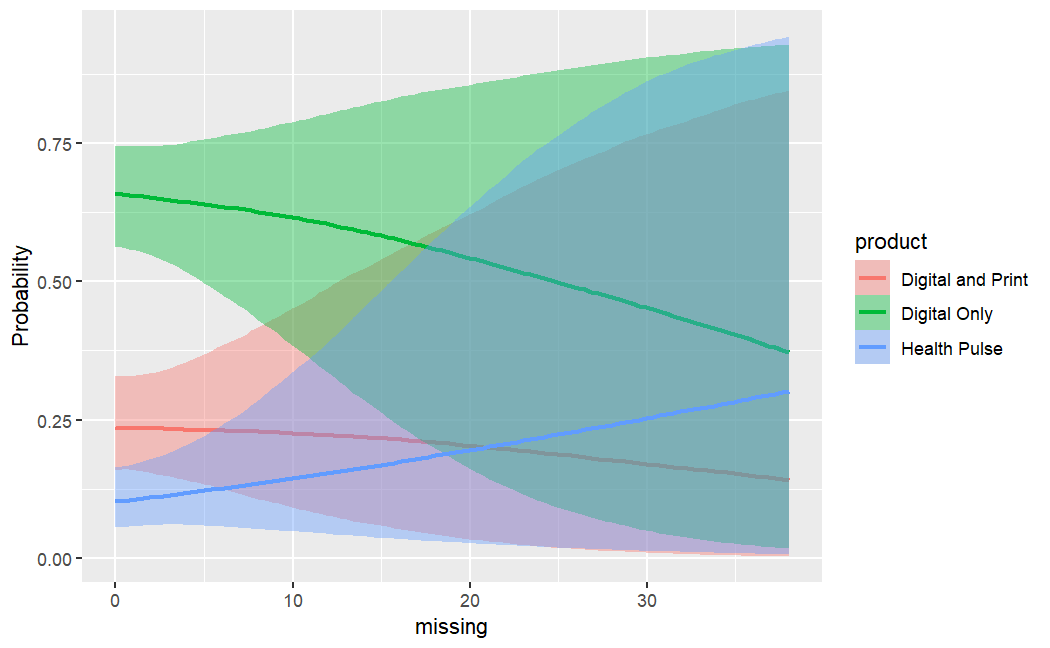 0.75
0.50
0.25
0.00
Probability
0 10 20 30
missing
product
Digital and Print
Digital Only
Health Pulse